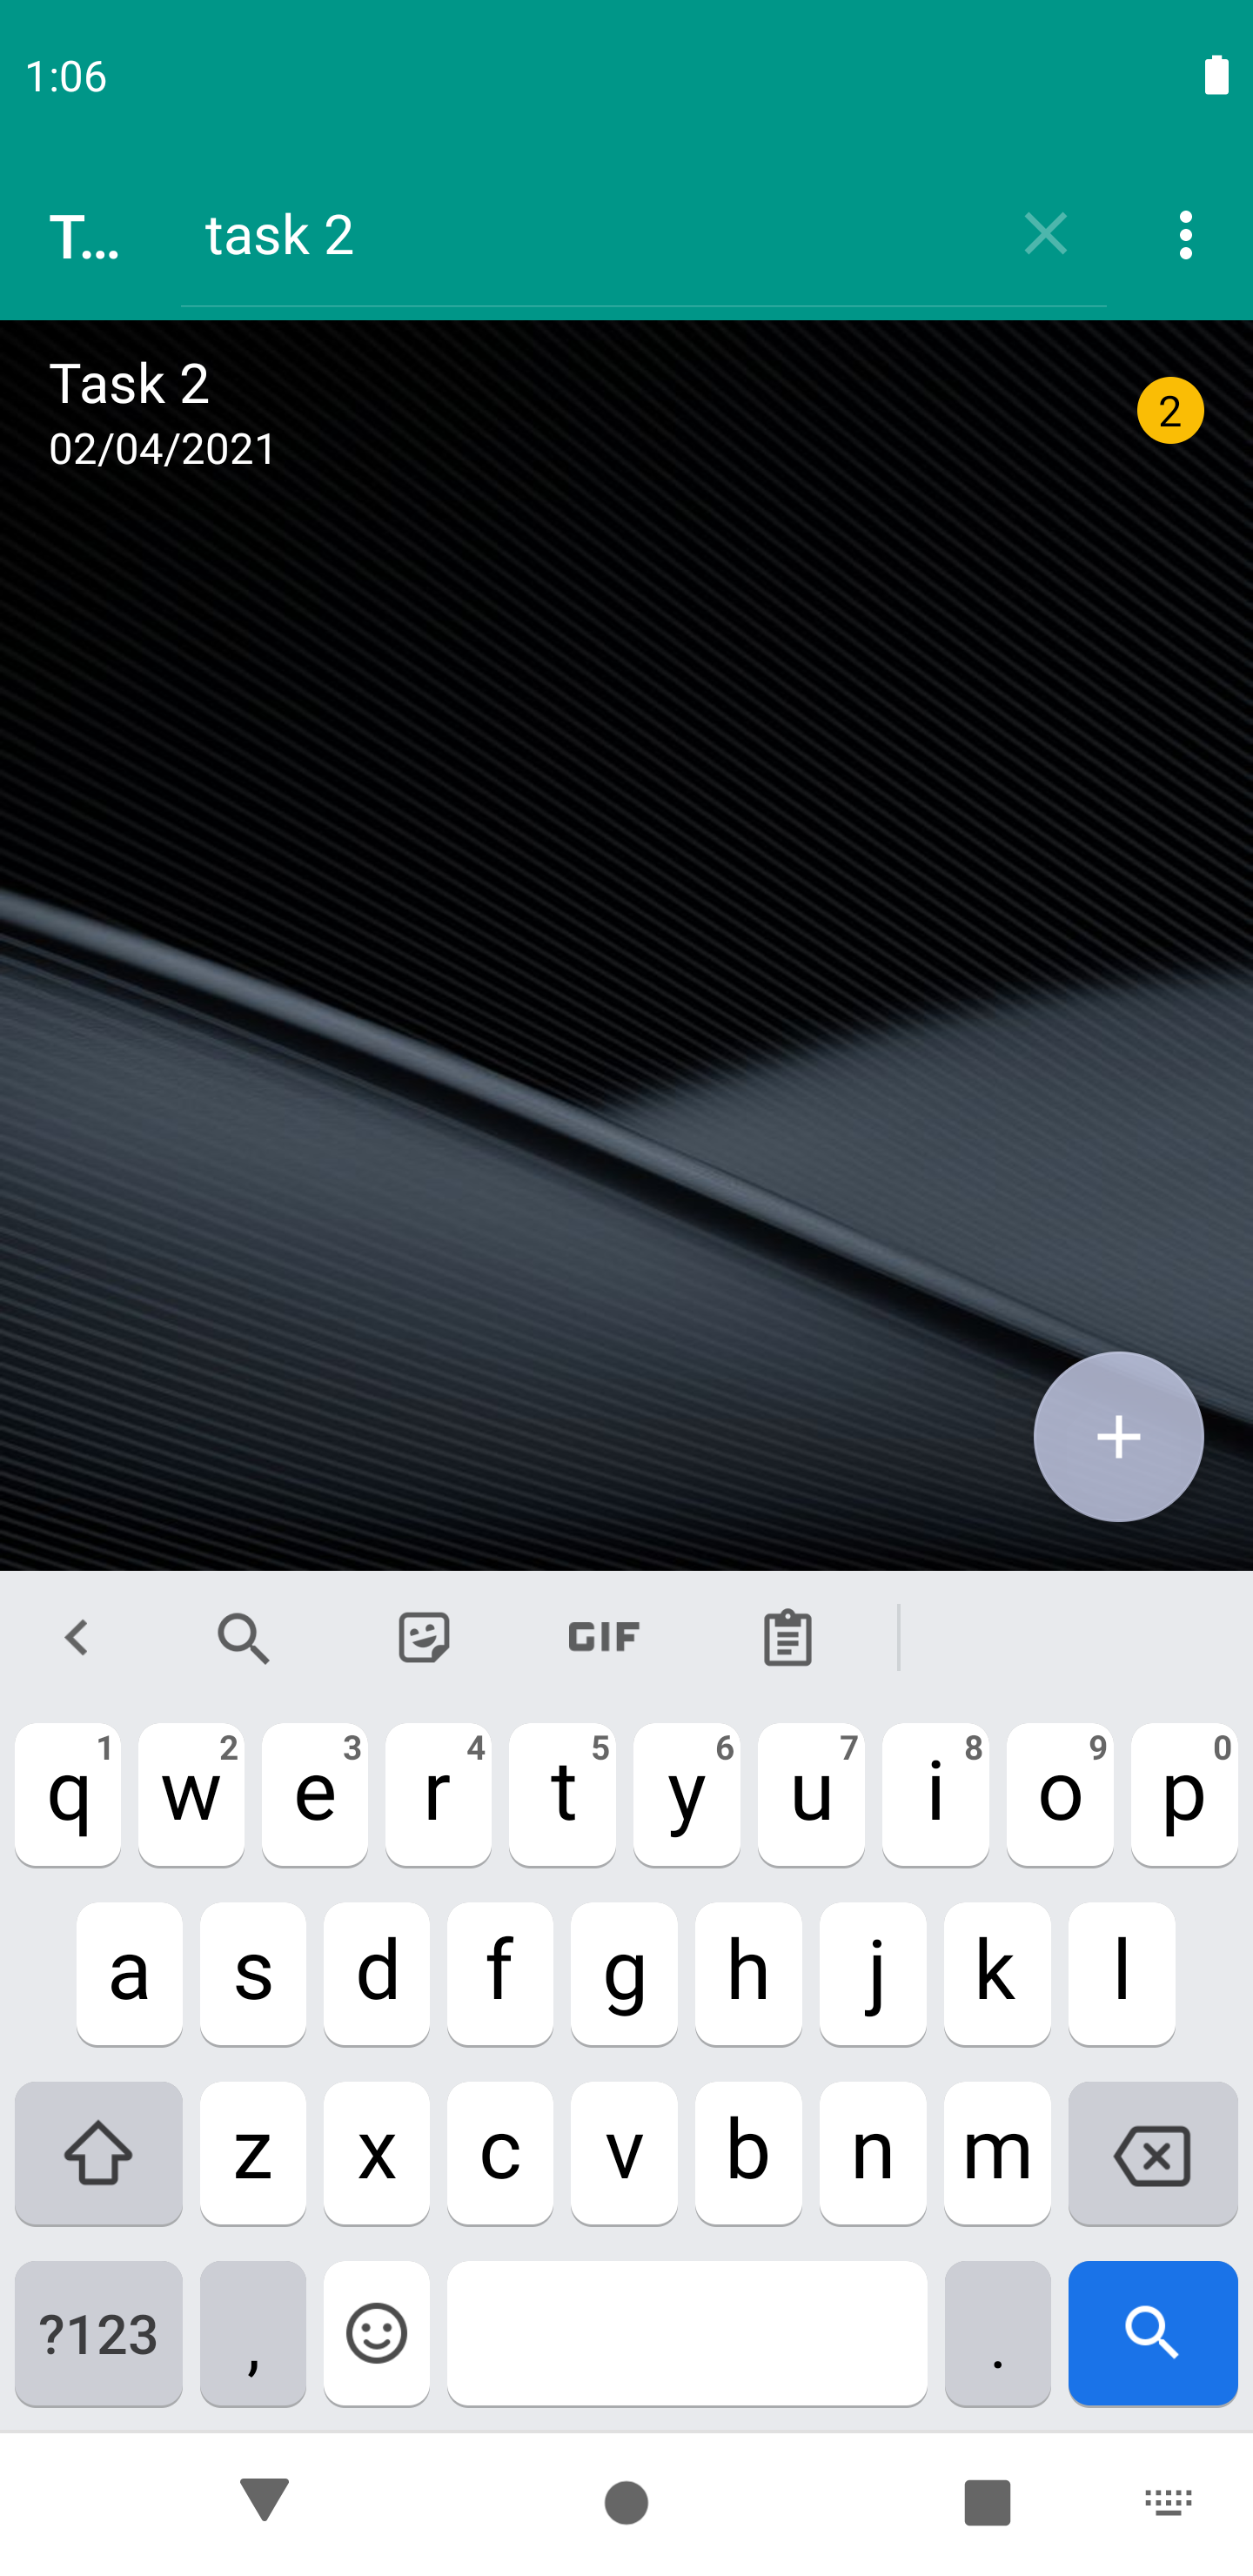 1:06
T...
task 2
Task 2
02/04/2021
2
GIF
q 1 w 2 e 3 r 4 t 5 y 6 u 7 i 8 o 9 p 0
a s d f g h j k l
z x c v b n m
?123 , .